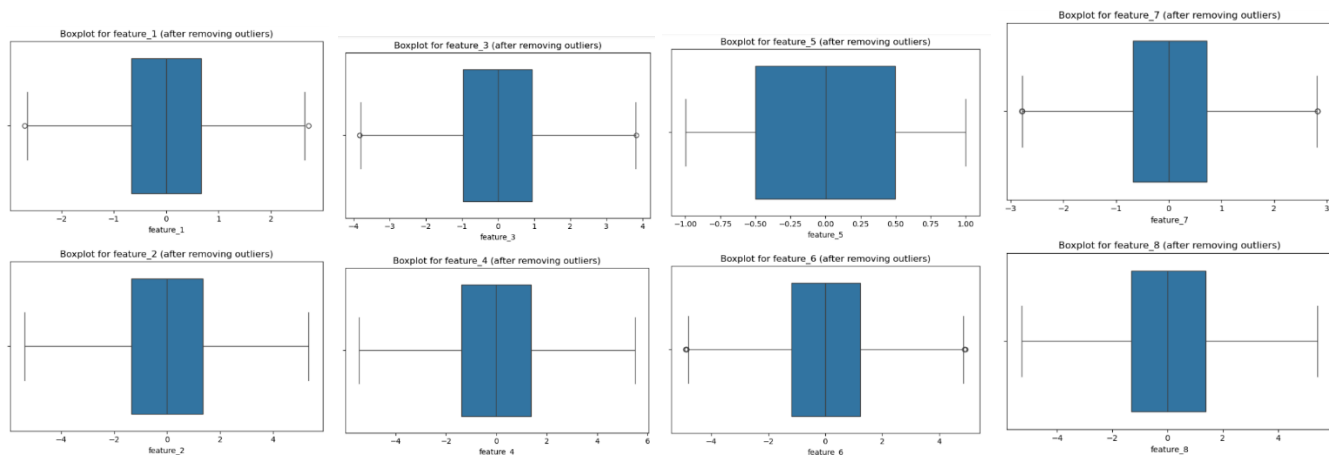 Boxplot for feature_1 (after removing outliers)
−2 −1 0 1 2
feature_1
Boxplot for feature_3 (after removing outliers)
−4 −3 −2 −1 0 1 2 3 4
feature_3
Boxplot for feature_5 (after removing outliers)
−1.00 −0.75 −0.50 −0.25 0.00 0.25 0.50 0.75 1.00
feature_5
Boxplot for feature_7 (after removing outliers)
−3 −2 −1 0 1 2 3
feature_7
Boxplot for feature_2 (after removing outliers)
−4 −2 0 2 4
feature_2
Boxplot for feature_4 (after removing outliers)
−4 −2 0 2 4 6
feature_4
Boxplot for feature_6 (after removing outliers)
−4 −2 0 2 4
feature_6
Boxplot for feature_8 (after removing outliers)
−4 −2 0 2 4
feature_8